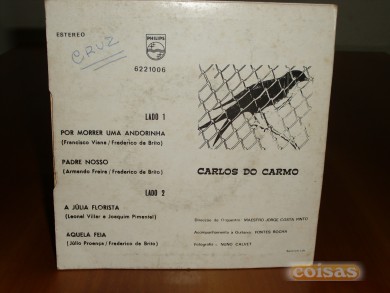 ESTEREO
CRUZ
PHILIPS
6221006
LADO 1
POR MORRER UMA ANDORINHA
(Francisco Viana/Frederico de Brito)
PADRE NOSSO
(Armando Freire/Frederico de Brito)
LADO 2
A JÚLIA FLORISTA
(Leonel Villar e Joaquim Pimentel)
AQUELA FEIA
(Júlio Proença/Frederico de Brito)
CARLOS DO CARMO
Direcção de Orquestra: MAESTRO JORGE COSTA PINTO
Acompanhamento à Guitarra: FONTES ROCHA
Fotografia: NUNO CALVET
coisas